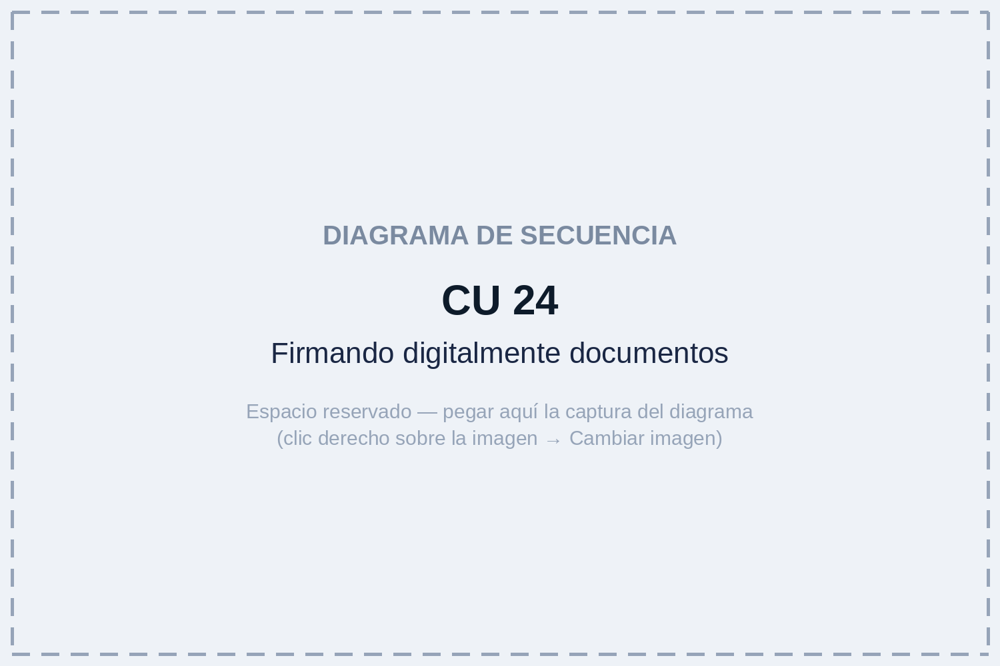 DIAGRAMA DE SECUENCIA
CU 24
Firmando digitalmente documentos
Espacio reservado — pegar aquí la captura del diagrama
(clic derecho sobre la imagen → Cambiar imagen)